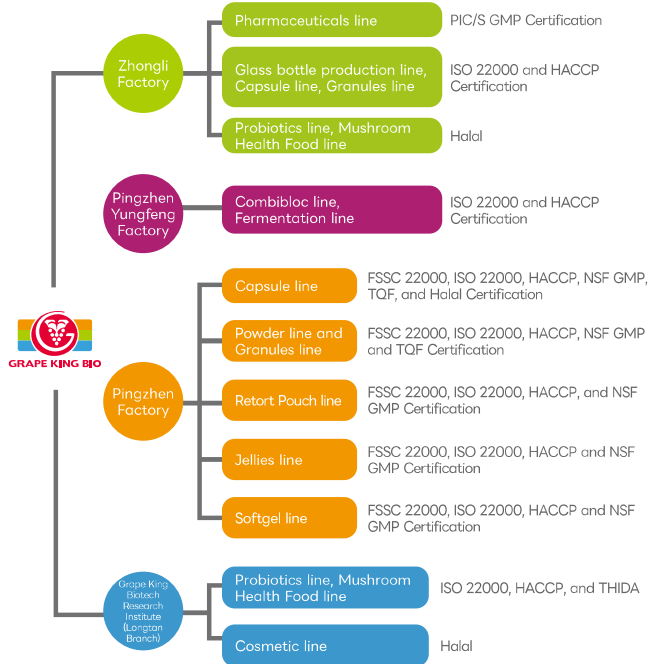 Zhongli
Factory
Pharmaceuticals line
PIC/S GMP Certification
Glass bottle production line,
Capsule line, Granules line
ISO 22000 and HACCP
Certification
Probiotics line, Mushroom
Health Food line
Halal
Pingzhen
Yungfeng
Factory
Combibloc line,
Fermentation line
ISO 22000 and HACCP
Certification
GRAPE KING BIO
Pingzhen
Factory
Capsule line
FSSC 22000, ISO 22000, HACCP, NSF GMP,
TQF, and Halal Certification
Powder line and
Granules line
FSSC 22000, ISO 22000, HACCP, NSF GMP
and TQF Certification
Retort Pouch line
FSSC 22000, ISO 22000, HACCP, and NSF
GMP Certification
Jellies line
FSSC 22000, ISO 22000, HACCP and NSF
GMP Certification
Softgel line
FSSC 22000, ISO 22000, HACCP and NSF
GMP Certification
Grape King
Biotech
Research
Institute
(Longtan
Branch)
Probiotics line, Mushroom
Health Food line
ISO 22000, HACCP, and THIDA
Cosmetic line
Halal